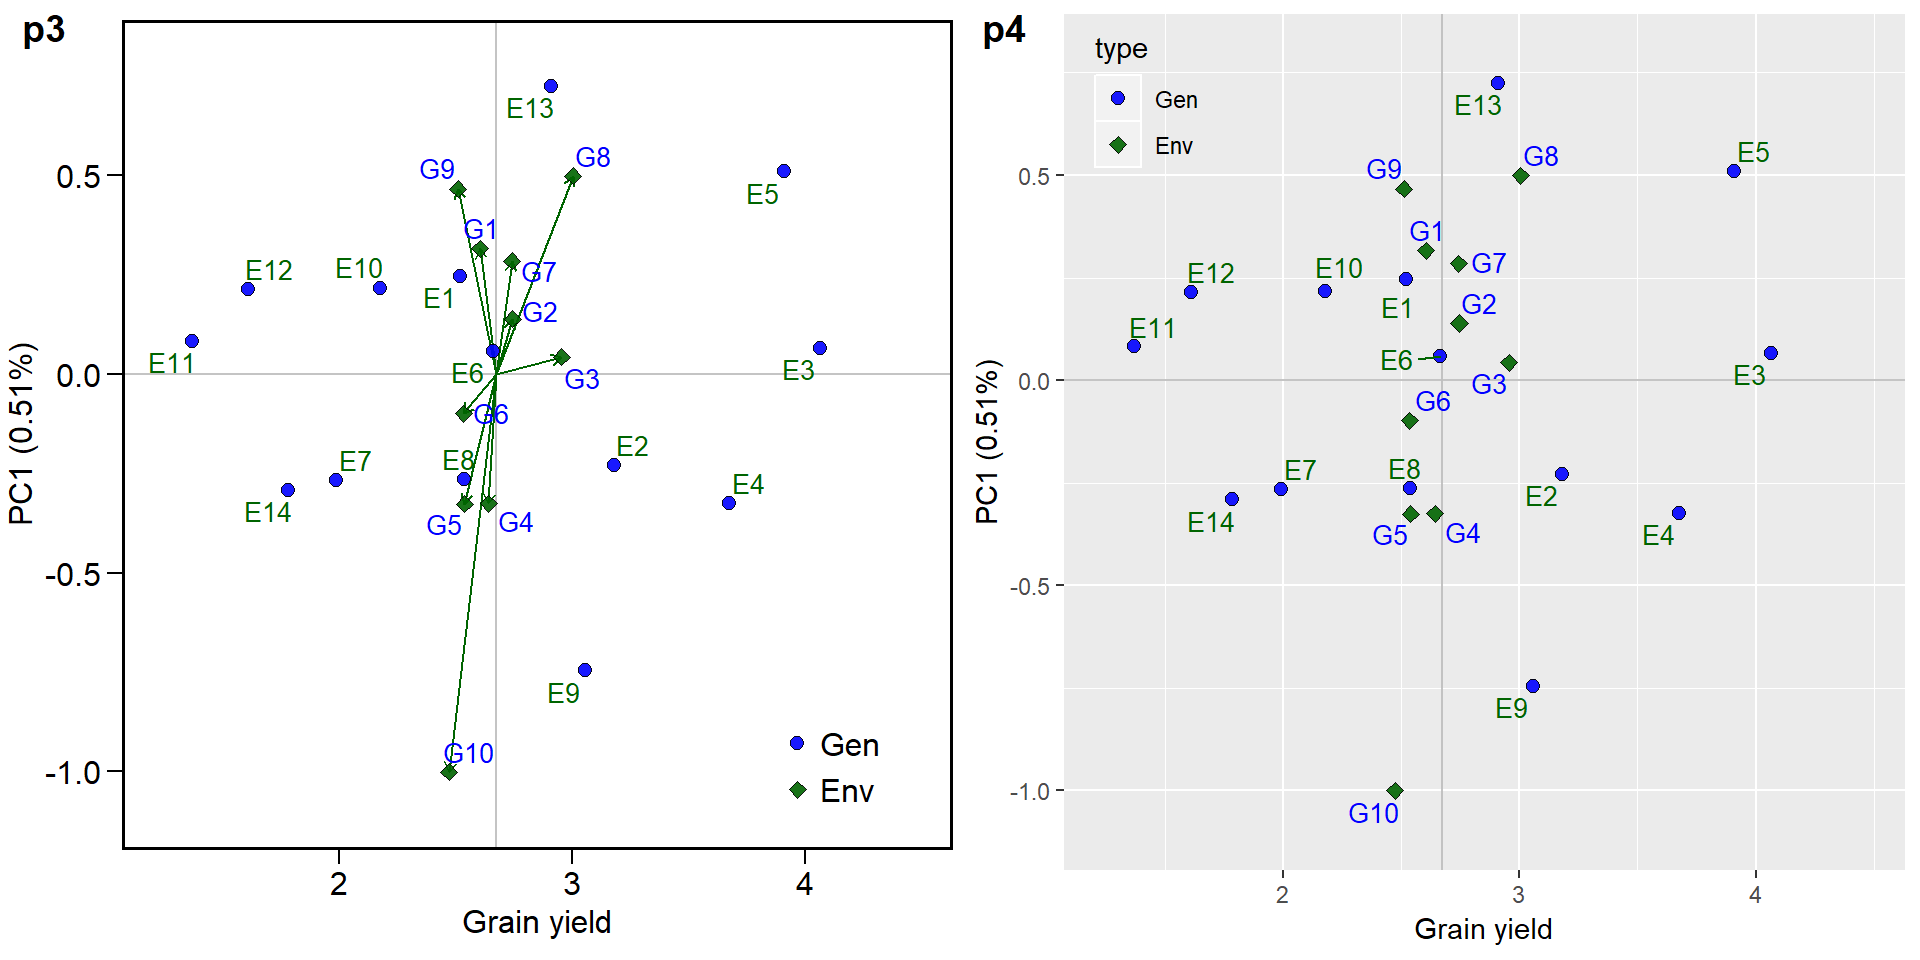 p3
E13
G9
G8
0.5
E5
G1
E12
E10
G7
E1
G2
E11
0.0
E6
G3
E3
G6
E7
E8
E2
E14
E4
G5
G4
-0.5
E9
G10
Gen
-1.0
Env
2
3
4
Grain yield
PC1 (0.51%)
p4
type
Gen
Env
E13
E5
G8
G9
0.5
G1
G7
E12
E10
G2
E1
E11
E6
0.0
G3
E3
G6
E7
E8
E2
E14
G5
G4
E4
-0.5
E9
-1.0
G10
2
3
4
Grain yield
PC1 (0.51%)